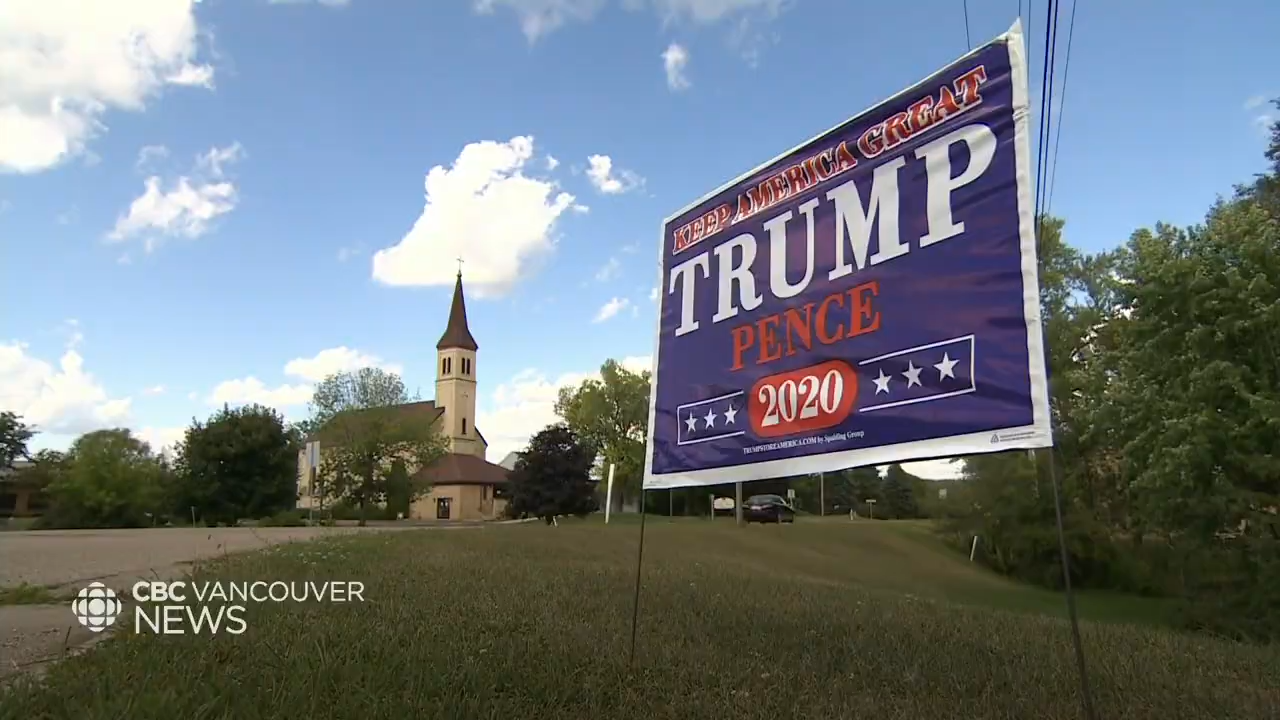 KEEP AMERICA GREAT
TRUMP
PENCE
2020
TRUMPSTOREAMERICA.COM by Spalding Group
CBC VANCOUVER
NEWS